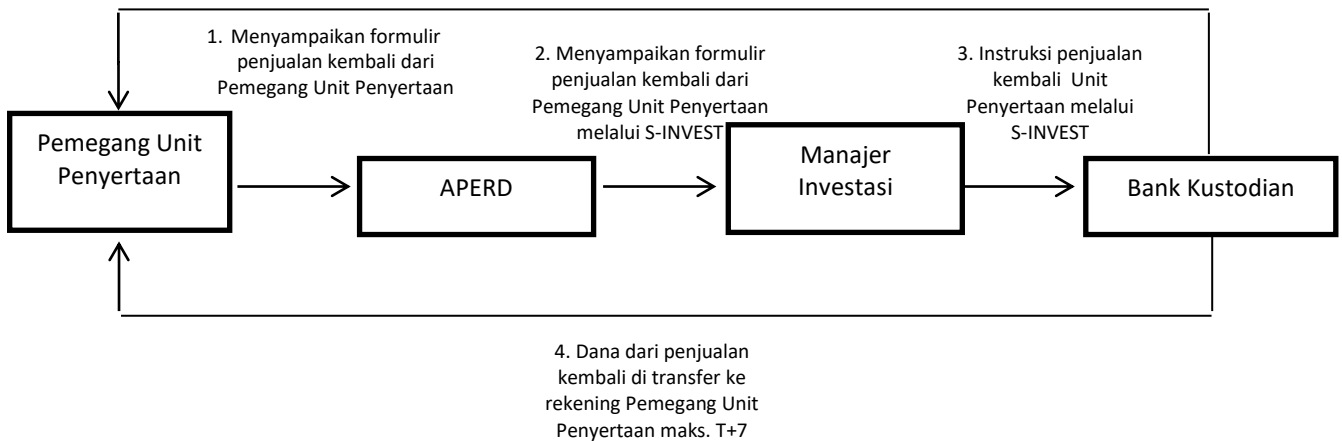 1. Menyampaikan formulir
penjualan kembali dari
Pemegang Unit Penyertaan
2. Menyampaikan formulir
penjualan kembali dari
Pemegang Unit Penyertaan
melalui S-INVEST
3. Instruksi penjualan
kembali Unit
Penyertaan melalui
S-INVEST
Pemegang Unit
Penyertaan
APERD
Manajer
Investasi
Bank Kustodian
4. Dana dari penjualan
kembali di transfer ke
rekening Pemegang Unit
Penyertaan maks. T+7